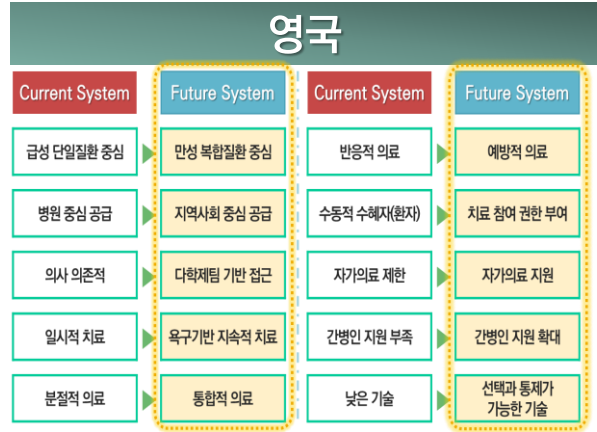 영국
Current System
Future System
Current System
Future System
급성 단일질환 중심
만성 복합질환 중심
반응적 의료
예방적 의료
병원 중심 공급
지역사회 중심 공급
수동적 수혜자(환자)
치료 참여 권한 부여
의사 의존적
다학제팀 기반 접근
자가의료 제한
자가의료 지원
일시적 치료
욕구기반 지속적 치료
간병인 지원 부족
간병인 지원 확대
분절적 의료
통합적 의료
낮은 기술
선택과 통제가
가능한 기술